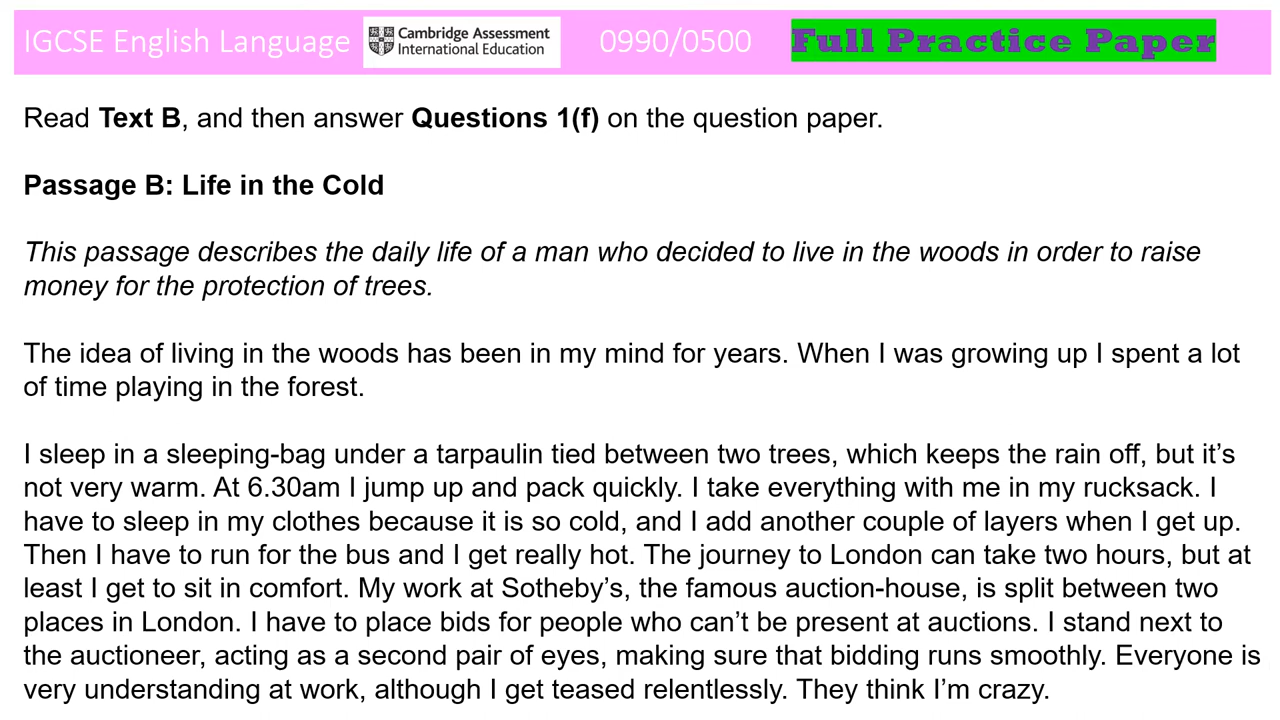 IGCSE English Language Cambridge Assessment International Education 0990/0500 Full Practice Paper
Read Text B, and then answer Questions 1(f) on the question paper.
Passage B: Life in the Cold
This passage describes the daily life of a man who decided to live in the woods in order to raise
money for the protection of trees.
The idea of living in the woods has been in my mind for years. When I was growing up I spent a lot
of time playing in the forest.
I sleep in a sleeping-bag under a tarpaulin tied between two trees, which keeps the rain off, but it’s
not very warm. At 6.30am I jump up and pack quickly. I take everything with me in my rucksack. I
have to sleep in my clothes because it is so cold, and I add another couple of layers when I get up.
Then I have to run for the bus and I get really hot. The journey to London can take two hours, but at
least I get to sit in comfort. My work at Sotheby’s, the famous auction-house, is split between two
places in London. I have to place bids for people who can’t be present at auctions. I stand next to
the auctioneer, acting as a second pair of eyes, making sure that bidding runs smoothly. Everyone is
very understanding at work, although I get teased relentlessly. They think I’m crazy.